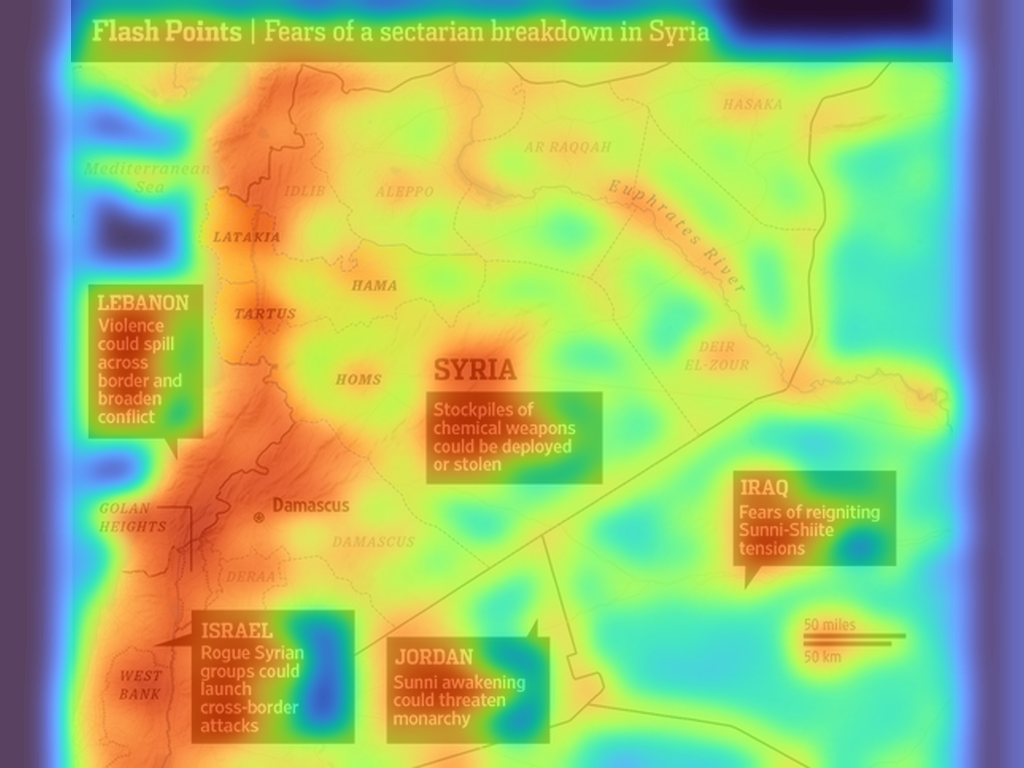 Flash Points | Fears of a sectarian breakdown in Syria
HASAKA
AR RAQQAH
Mediterranean
Sea
IDLIB
ALEPPO
Euphrates River
LATAKIA
HAMA
TARTUS
LEBANON
Violence
could spill
across
border and
broaden
conflict
HOMS
SYRIA
Stockpiles of
chemical weapons
could be deployed
or stolen
DEIR
EL-ZOUR
GOLAN
HEIGHTS
Damascus
DAMASCUS
DERAA
IRAQ
Fears of reigniting
Sunni-Shiite
tensions
ISRAEL
Rogue Syrian
groups could
launch
cross-border
attacks
WEST
BANK
JORDAN
Sunni awakening
could threaten
monarchy
50 miles
50 km